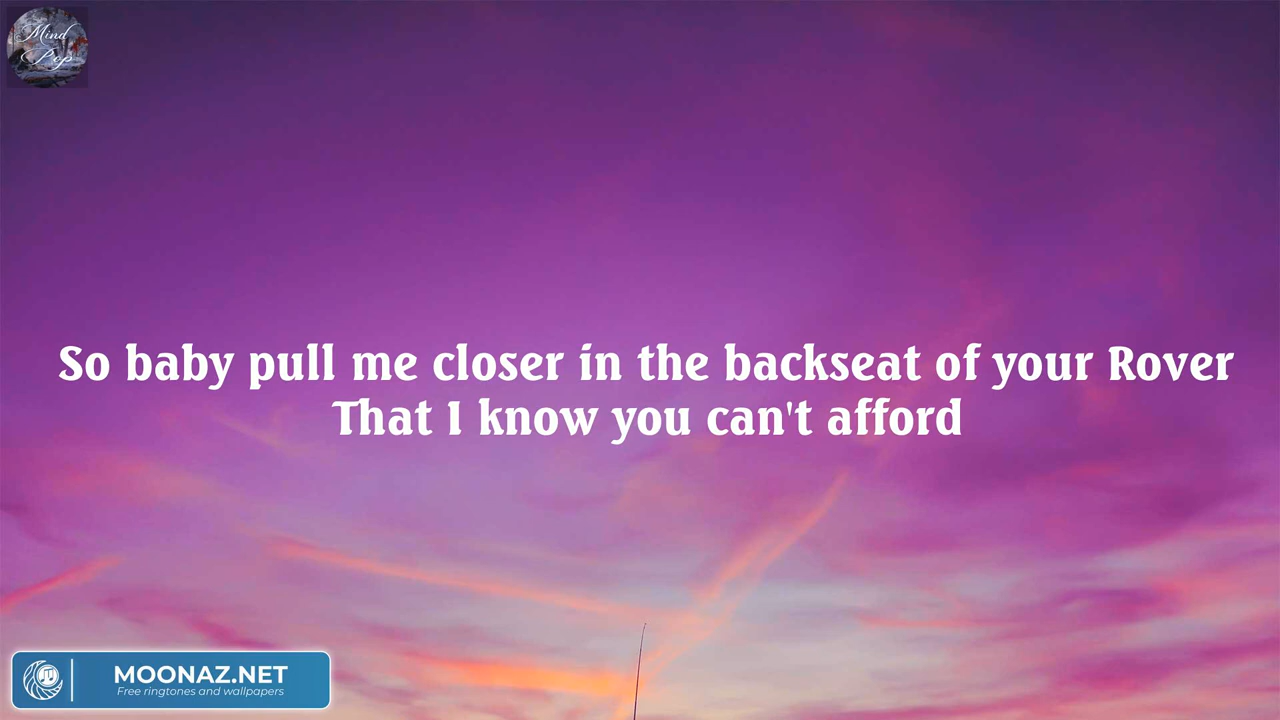 Mind
Pop
So baby pull me closer in the backseat of your Rover
That I know you can't afford
MOONAZ.NET
Free ringtones and wallpapers